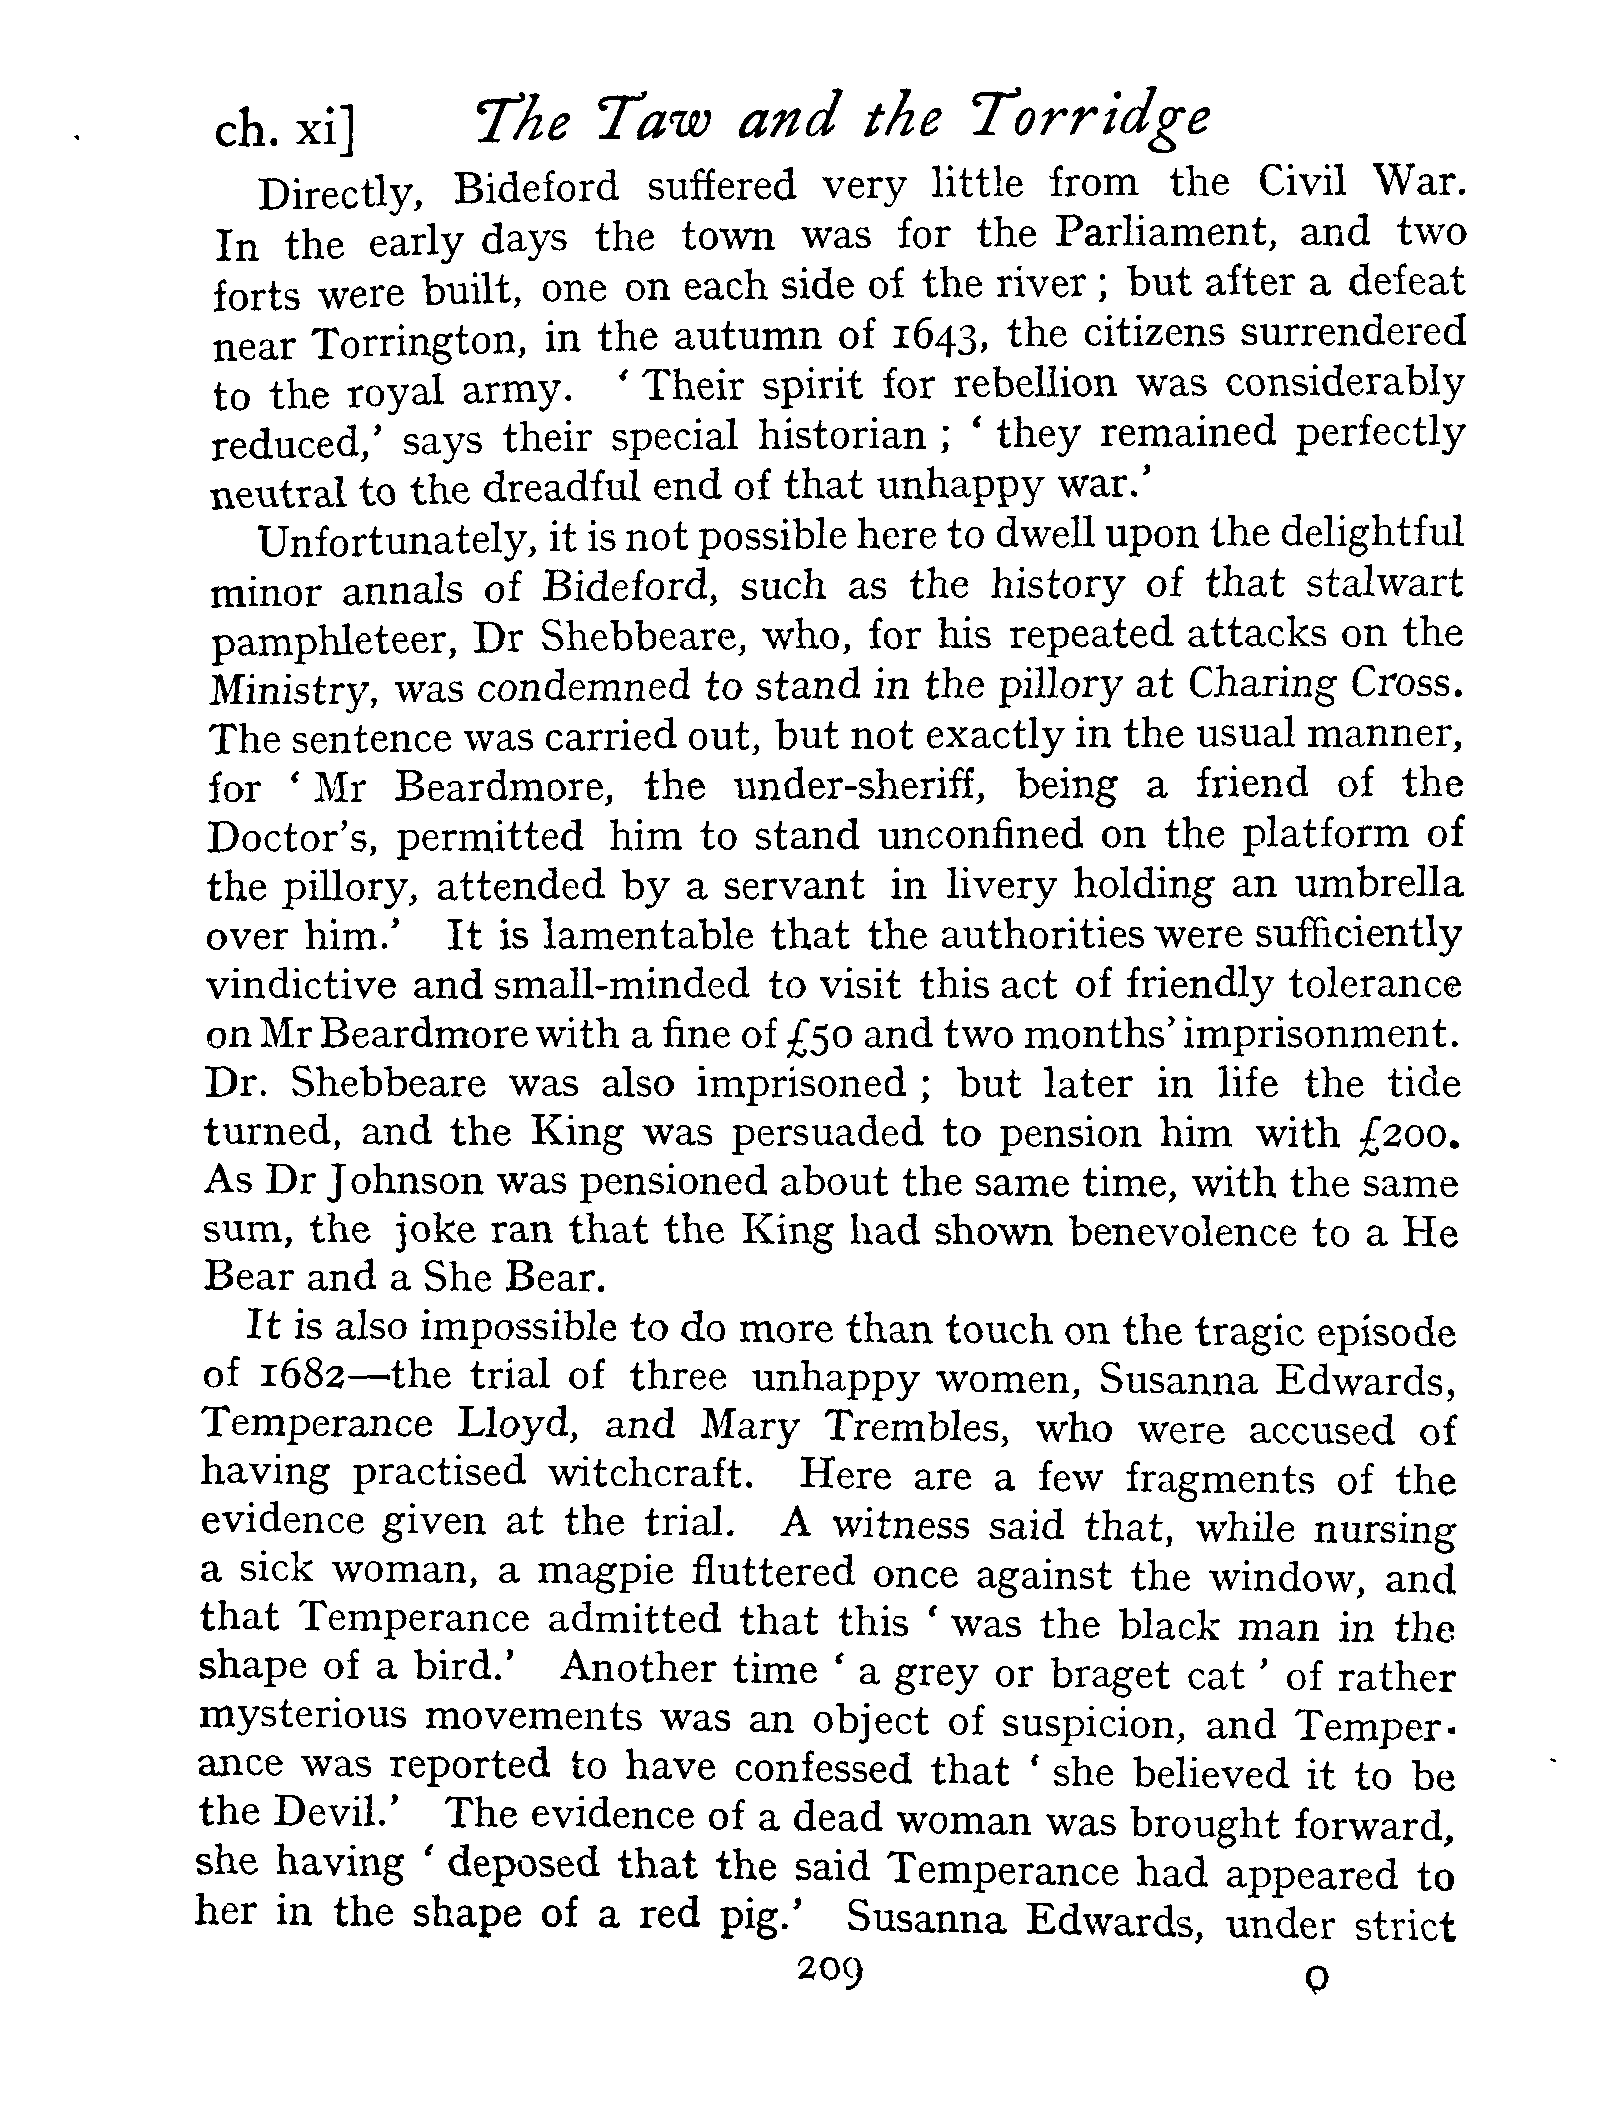 ch. xi] The Taw and the Torridge
Directly, Bideford suffered very little from the Civil War.
In the early days the town was for the Parliament, and two
forts were built, one on each side of the river ; but after a defeat
near Torrington, in the autumn of 1643, the citizens surrendered
to the royal army. ‘ Their spirit for rebellion was considerably
reduced,’ says their special historian ; ‘ they remained perfectly
neutral to the dreadful end of that unhappy war.’
Unfortunately, it is not possible here to dwell upon the delightful
minor annals of Bideford, such as the history of that stalwart
pamphleteer, Dr Shebbeare, who, for his repeated attacks on the
Ministry, was condemned to stand in the pillory at Charing Cross.
The sentence was carried out, but not exactly in the usual manner,
for ‘ Mr Beardmore, the under-sheriff, being a friend of the
Doctor’s, permitted him to stand unconfined on the platform of
the pillory, attended by a servant in livery holding an umbrella
over him.’ It is lamentable that the authorities were sufficiently
vindictive and small-minded to visit this act of friendly tolerance
on Mr Beardmore with a fine of £50 and two months’ imprisonment.
Dr. Shebbeare was also imprisoned ; but later in life the tide
turned, and the King was persuaded to pension him with £200.
As Dr Johnson was pensioned about the same time, with the same
sum, the joke ran that the King had shown benevolence to a He
Bear and a She Bear.
It is also impossible to do more than touch on the tragic episode
of 1682—the trial of three unhappy women, Susanna Edwards,
Temperance Lloyd, and Mary Trembles, who were accused of
having practised witchcraft. Here are a few fragments of the
evidence given at the trial. A witness said that, while nursing
a sick woman, a magpie fluttered once against the window, and
that Temperance admitted that this ‘ was the black man in the
shape of a bird.’ Another time ‘ a grey or braget cat ’ of rather
mysterious movements was an object of suspicion, and Temper-
ance was reported to have confessed that ‘ she believed it to be
the Devil.’ The evidence of a dead woman was brought forward,
she having ‘ deposed that the said Temperance had appeared to
her in the shape of a red pig.’ Susanna Edwards, under strict
209 Q